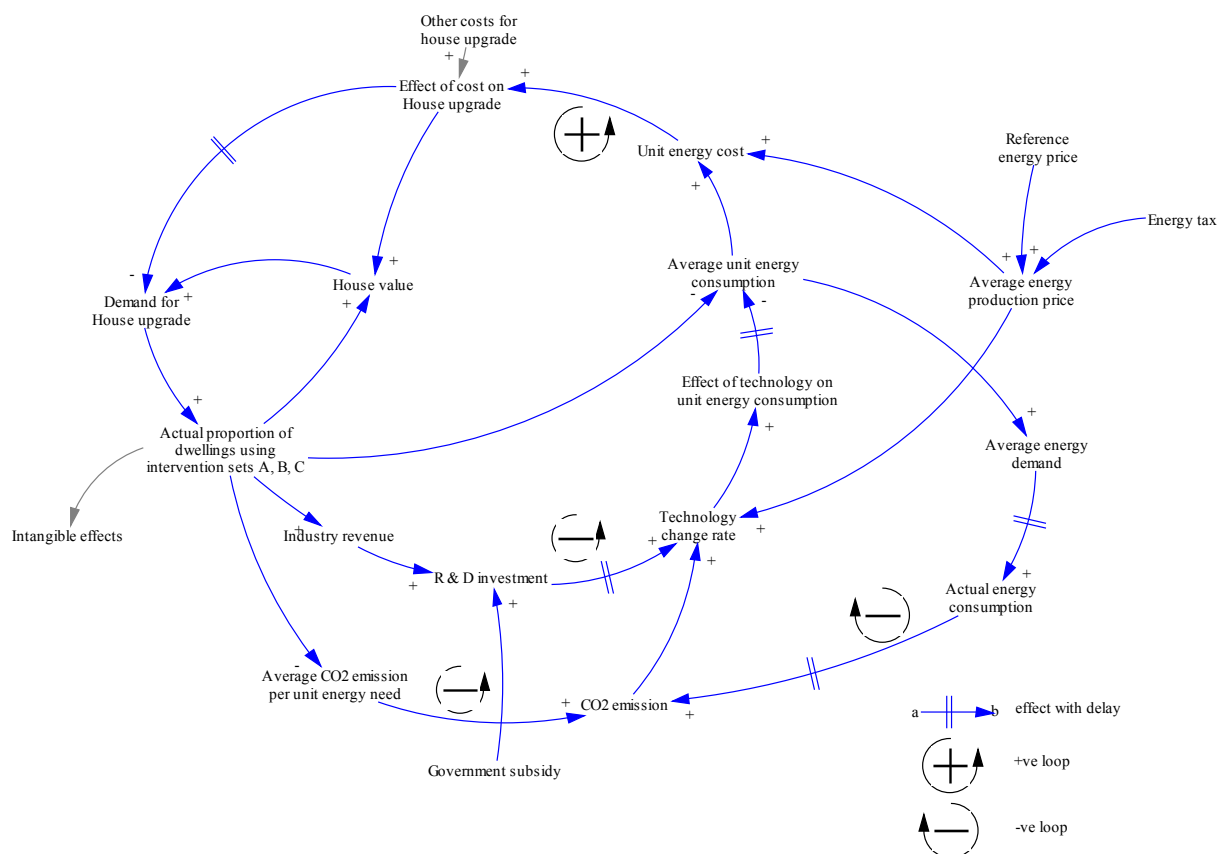 Other costs for
house upgrade
+
+
Effect of cost on
House upgrade
Unit energy cost
+
+
Reference
energy price
Energy tax
Average unit energy
consumption
-
-
+
+
Average energy
production price
+
House value
+
-
+
Demand for
House upgrade
Effect of technology on
unit energy consumption
+
+
Actual proportion of
dwellings using
intervention sets A, B, C
+
Average energy
demand
Intangible effects
+
Industry revenue
Technology
change rate
+
+
+
R & D investment
+
+
+
Actual energy
consumption
-
Average CO2 emission
per unit energy need
+
CO2 emission
+
Government subsidy
a
b
effect with delay
+ve loop
-ve loop